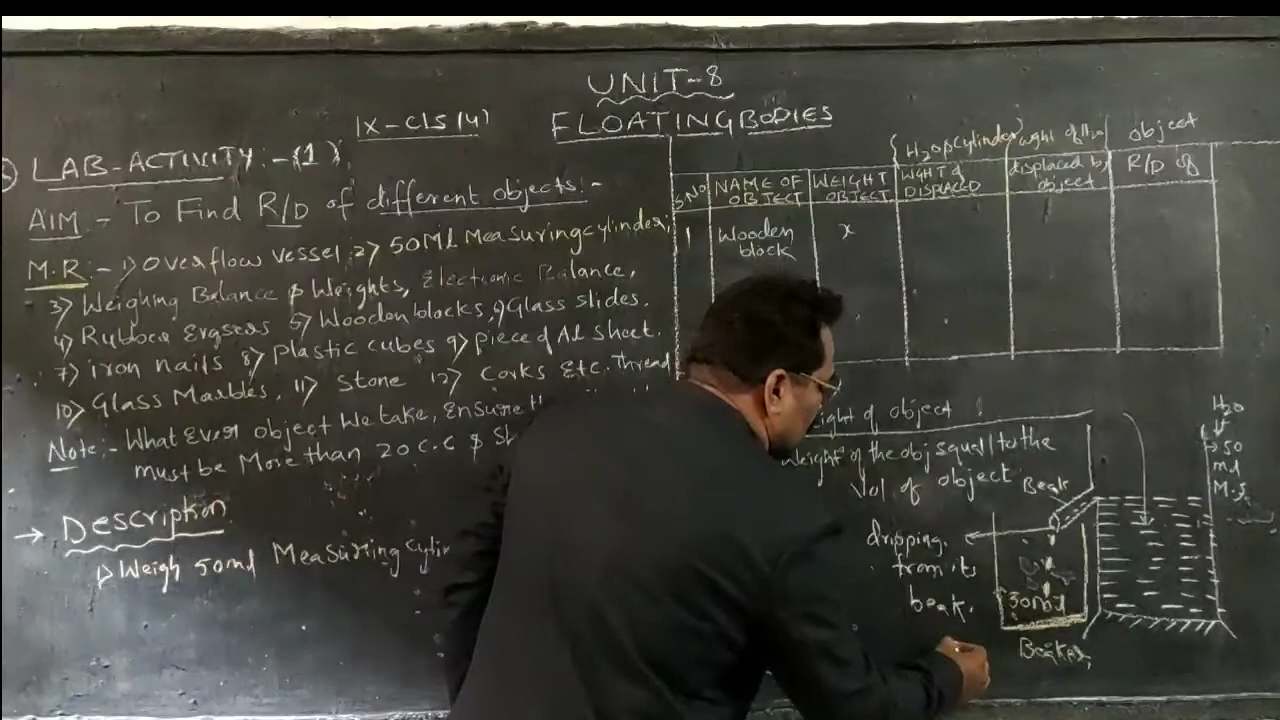 UNIT-8
IX-CLS (4)
FLOATING BODIES
LAB-ACTIVITY:-(1)
AIM:- To Find R/D of different objects:-
M.R:- 1) Overflow vessel, 2) 50Ml Measuring cylinder,
3) Weighing Balance & Weights, Electronic Balance,
4) Rubber Erasers 5) Wooden blocks, 6) Glass slides.
7) iron nails 8) plastic cubes 9) piece of Al sheet.
10) Glass Marbles, 11) Stone 12) Corks Etc. Thread
Note:- What Ever object We take, Ensure
must be More than 20 C.C &
→ Description
1) Weigh 50ml Measuring
H2O cylinder
wght of H2O
object
S.No
NAME OF OBJECT
WEIGHT OBJECT
WGHT of DISPLACED
displaced by object
R/D of
1
Wooden block
x
of object
Weight of the obj equal to the
Vol of object
Beak
dripping
from its
beak.
30ml
Beaker
H2O
50
ml
M.